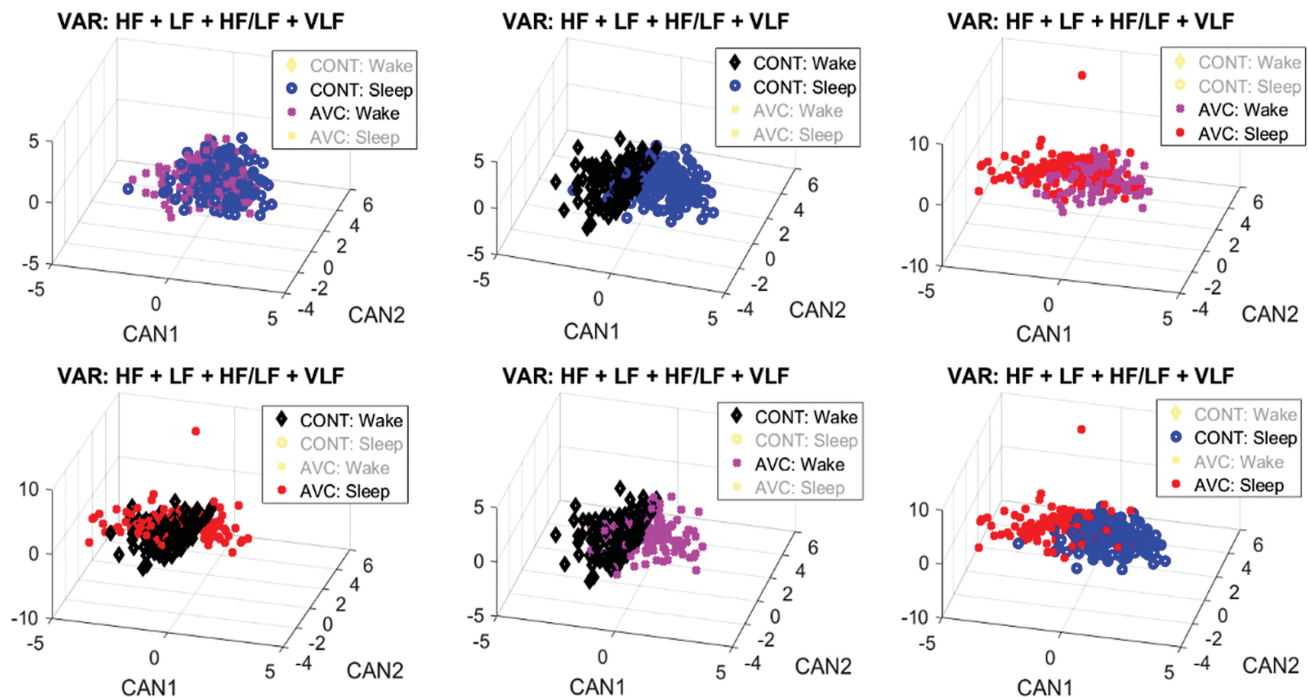 VAR: HF + LF + HF/LF + VLF
CONT: Wake
CONT: Sleep
AVC: Wake
AVC: Sleep
5
0
-5
-5
0
5
CAN1
6
4
2
0
-2
-4
CAN2
VAR: HF + LF + HF/LF + VLF
CONT: Wake
CONT: Sleep
AVC: Wake
AVC: Sleep
5
0
-5
-5
0
5
CAN1
6
4
2
0
-2
-4
CAN2
VAR: HF + LF + HF/LF + VLF
CONT: Wake
CONT: Sleep
AVC: Wake
AVC: Sleep
10
0
-10
-5
0
5
CAN1
6
4
2
0
-2
-4
CAN2
VAR: HF + LF + HF/LF + VLF
CONT: Wake
CONT: Sleep
AVC: Wake
AVC: Sleep
10
0
-10
-5
0
5
CAN1
6
4
2
0
-2
-4
CAN2
VAR: HF + LF + HF/LF + VLF
CONT: Wake
CONT: Sleep
AVC: Wake
AVC: Sleep
5
0
-5
-5
0
5
CAN1
6
4
2
0
-2
-4
CAN2
VAR: HF + LF + HF/LF + VLF
CONT: Wake
CONT: Sleep
AVC: Wake
AVC: Sleep
10
0
-10
-5
0
5
CAN1
6
4
2
0
-2
-4
CAN2